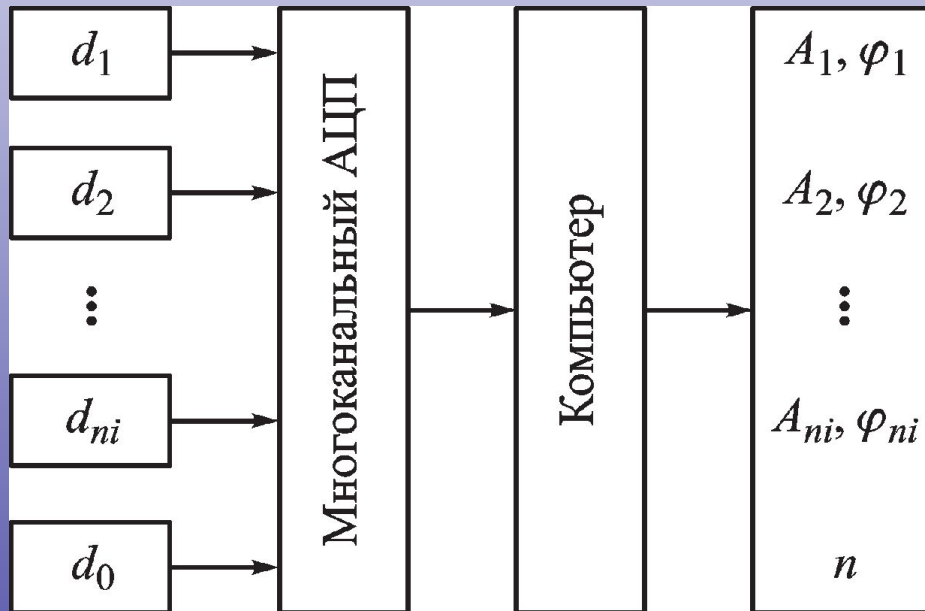 d₁
d₂
⋮
dₙᵢ
d₀
Многоканальный АЦП
Компьютер
A₁, φ₁
A₂, φ₂
⋮
Aₙᵢ, φₙᵢ
n